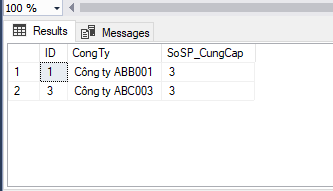 100 %
Results Messages
ID CongTy SoSP_CungCap
1 1 Công ty ABB001 3
2 3 Công ty ABC003 3